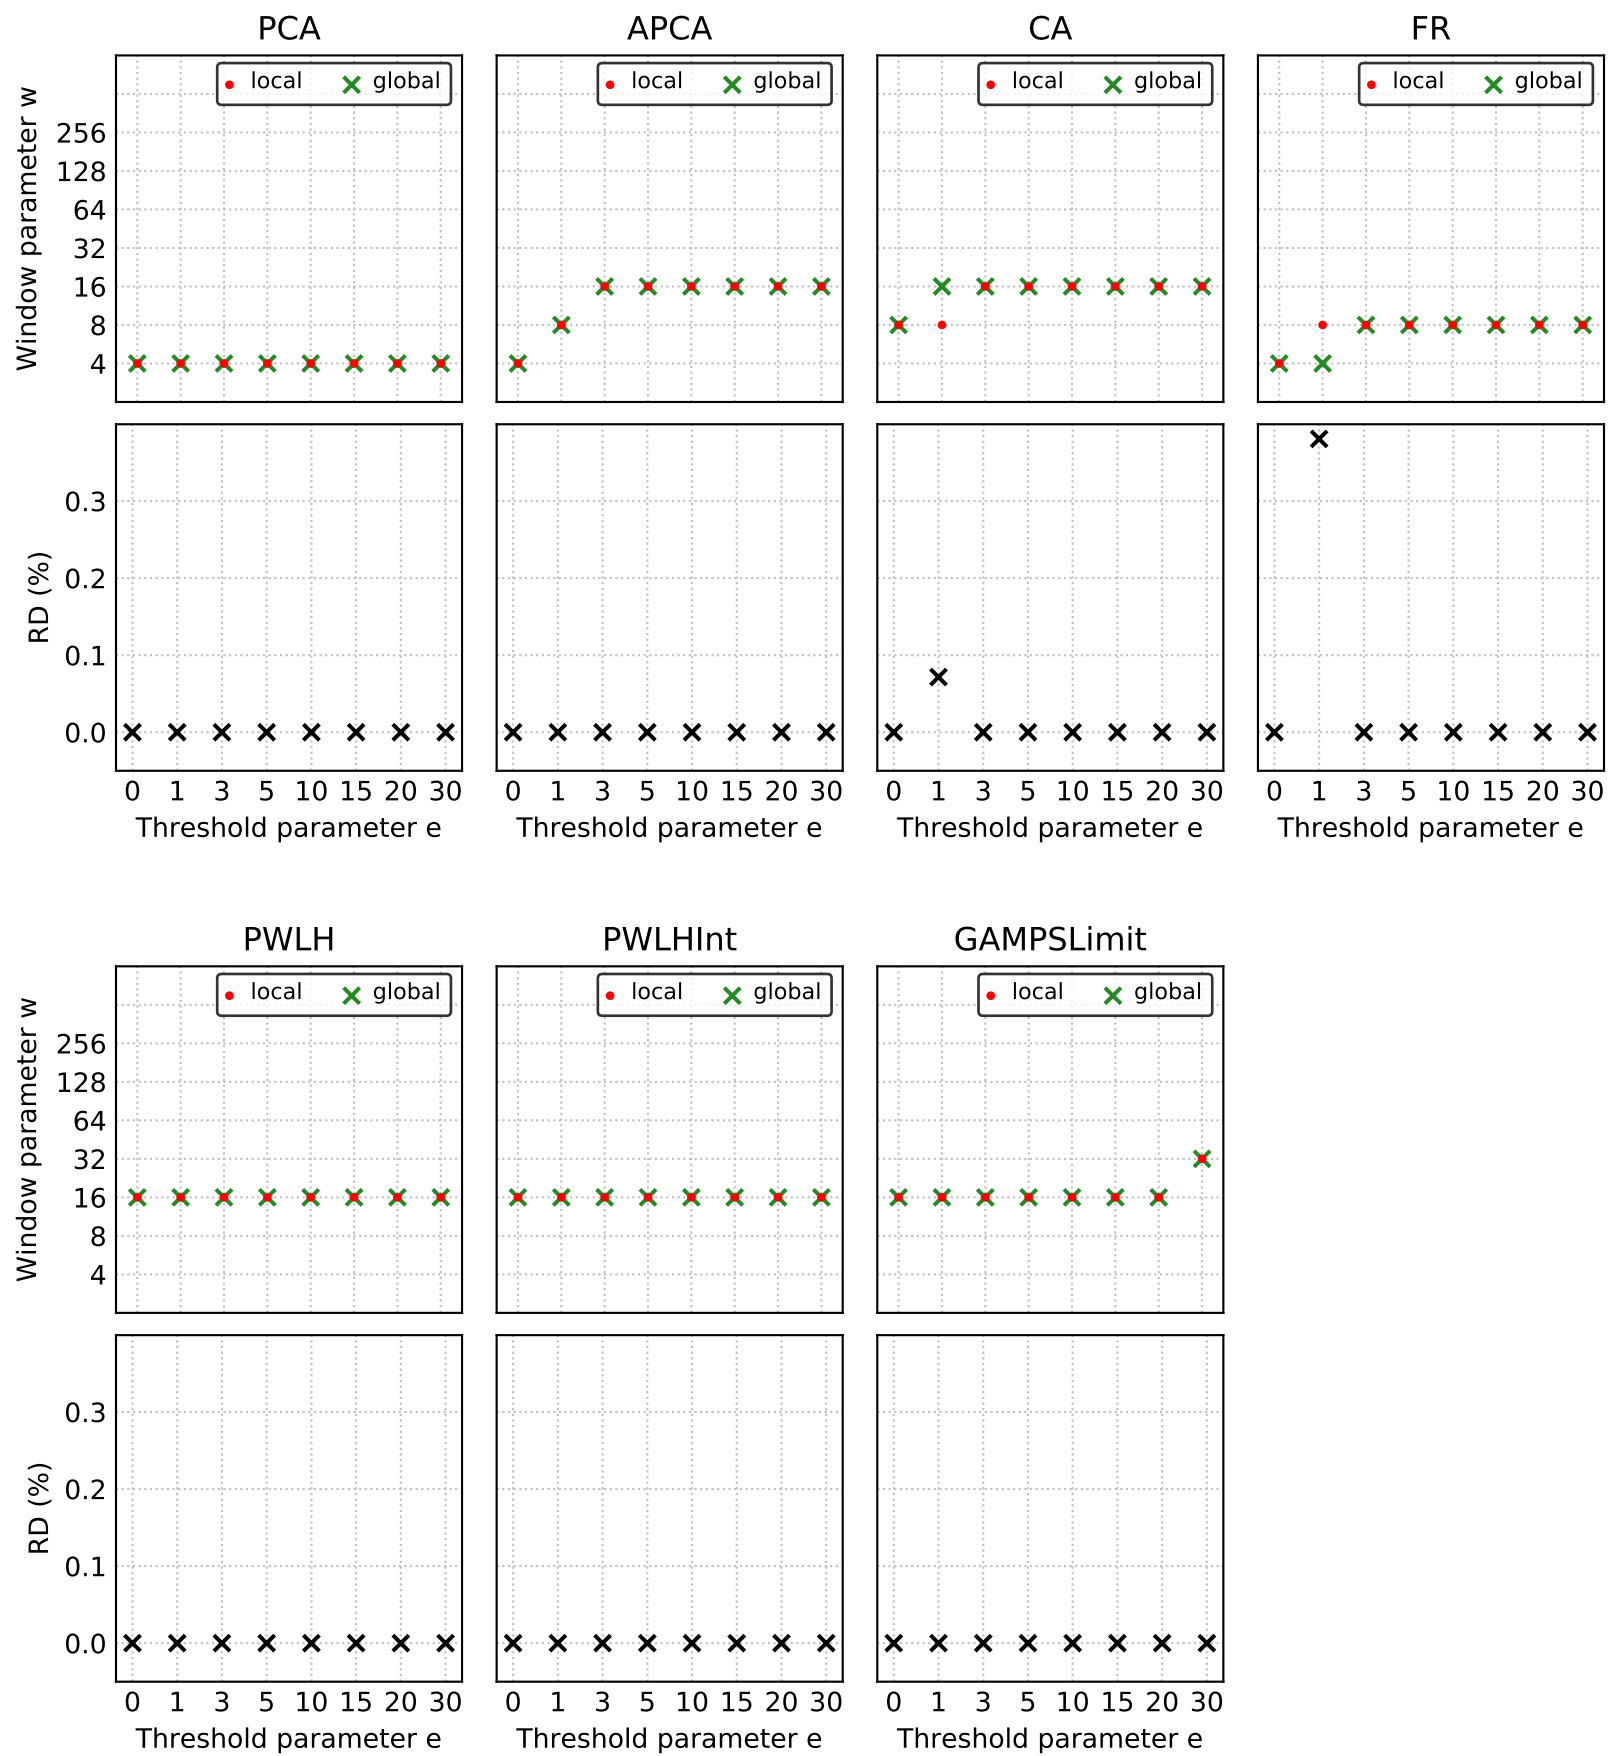 PCA APCA CA FR
local global local global local global local global
Window parameter w
256
128
64
32
16
8
4
RD (%)
0.3
0.2
0.1
0.0
0 1 3 5 10 15 20 30 0 1 3 5 10 15 20 30 0 1 3 5 10 15 20 30 0 1 3 5 10 15 20 30
Threshold parameter e Threshold parameter e Threshold parameter e Threshold parameter e
PWLH PWLHInt GAMPSLimit
local global local global local global
Window parameter w
256
128
64
32
16
8
4
RD (%)
0.3
0.2
0.1
0.0
0 1 3 5 10 15 20 30 0 1 3 5 10 15 20 30 0 1 3 5 10 15 20 30
Threshold parameter e Threshold parameter e Threshold parameter e